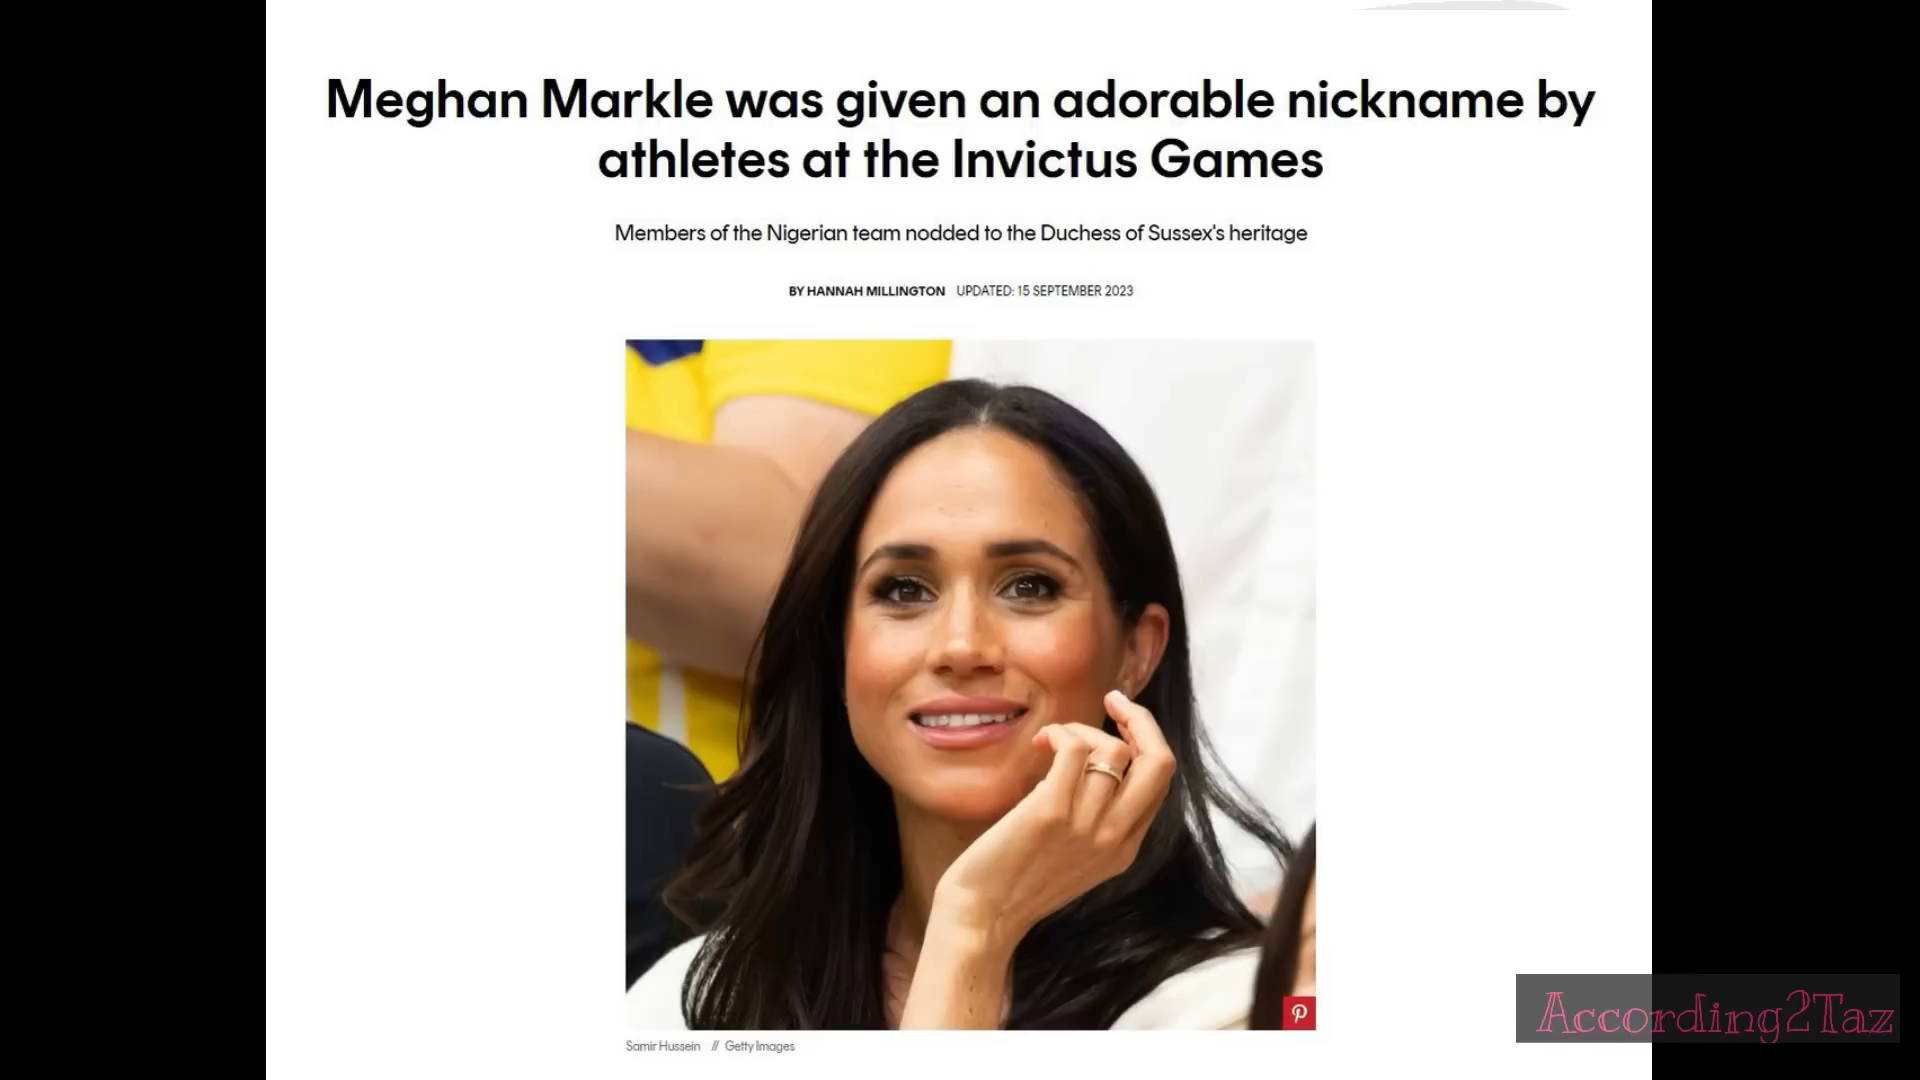 Meghan Markle was given an adorable nickname by
athletes at the Invictus Games
Members of the Nigerian team nodded to the Duchess of Sussex's heritage
BY HANNAH MILLINGTON UPDATED: 15 SEPTEMBER 2023
Samir Hussein // Getty Images
According2Taz